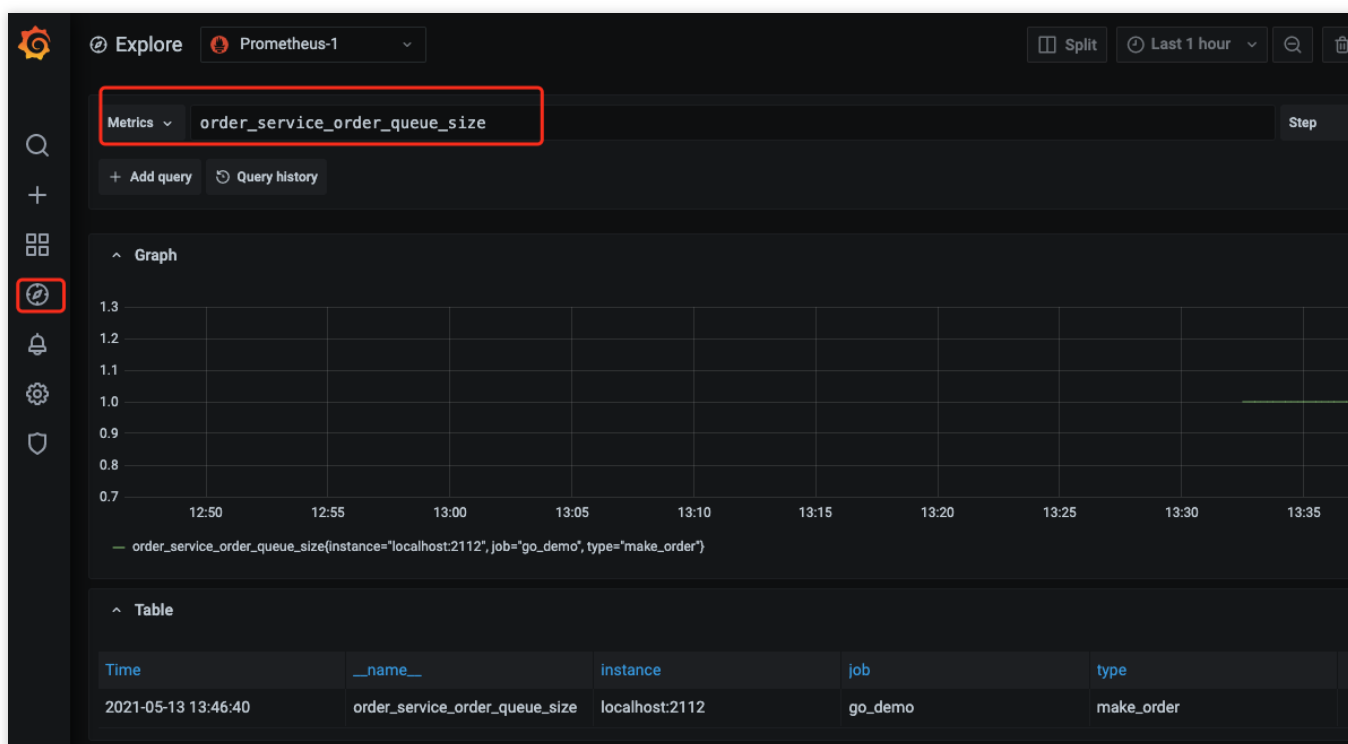 Explore Prometheus-1 Split Last 1 hour
Metrics order_service_order_queue_size Step
+ Add query Query history
Graph
1.3
1.2
1.1
1.0
0.9
0.8
0.7
12:50 12:55 13:00 13:05 13:10 13:15 13:20 13:25 13:30 13:35
order_service_order_queue_size{instance="localhost:2112", job="go_demo", type="make_order"}
Table
Time __name__ instance job type
2021-05-13 13:46:40 order_service_order_queue_size localhost:2112 go_demo make_order